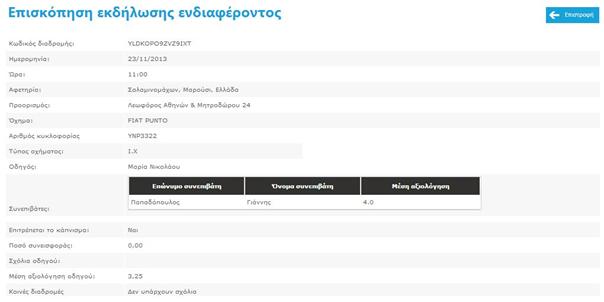 Επισκόπηση εκδήλωσης ενδιαφέροντος
Επιστροφή
Κωδικός διαδρομής: YLDKOPO9ZVZ9IXT
Ημερομηνία: 23/11/2013
Ώρα: 11:00
Αφετηρία: Σαλαμινομάχων, Μαρούσι, Ελλάδα
Προορισμός: Λεωφόρος Αθηνών & Μητροδώρου 24
Όχημα: FIAT PUNTO
Αριθμός κυκλοφορίας YNP3322
Τύπος οχήματος: Ι.Χ
Οδηγός: Μαρία Νικολάου
Επώνυμο συνεπιβάτη Όνομα συνεπιβάτη Μέση αξιολόγηση
Παπαδόπουλος Γιάννης 4.0
Συνεπιβάτες:
Επιτρέπεται το κάπνισμα: Ναι
Ποσό συνεισφοράς: 0,00
Σχόλια οδηγού:
Μέση αξιολόγηση οδηγού: 3,25
Κοινές διαδρομές Δεν υπάρχουν σχόλια